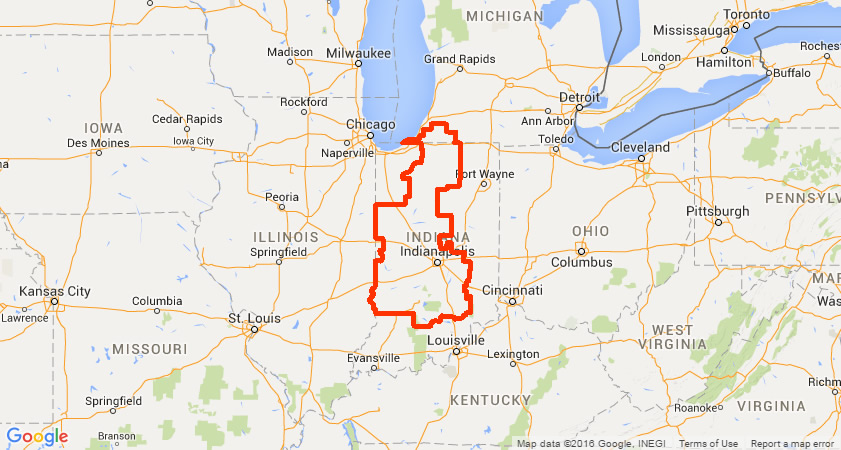 MICHIGAN
Toronto
Mississauga
Madison
Milwaukee
Grand Rapids
London
Hamilton
Rochest
Buffalo
Rockford
Detroit
Ann Arbor
Cedar Rapids
IOWA
Iowa City
Des Moines
Chicago
Naperville
Toledo
Cleveland
Fort Wayne
Peoria
PENNSYLV
Pittsburgh
ILLINOIS
INDIANA
OHIO
Springfield
Indianapolis
Columbus
MAR
Kansas City
Columbia
Cincinnati
Wash
Lawrence
St. Louis
WEST
VIRGINIA
MISSOURI
Louisville
Evansville
Lexington
Richm
Springfield
KENTUCKY
Roanoke
VIRGINIA
Branson
Google
Map data ©2016 Google, INEGI
Terms of Use
Report a map error